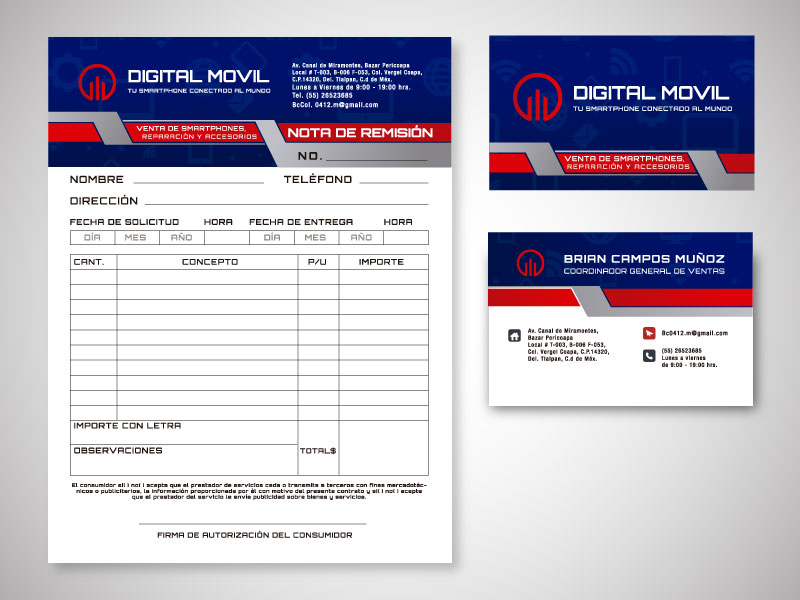 DIGITAL MOVIL
TU SMARTPHONE CONECTADO AL MUNDO
Av. Canal de Miramontes, Bazar Pericoapa
Local # T-003, B-006 F-053, Col. Vergel Coapa,
C.P.14320, Del. Tlalpan, C.d de Méx.
Lunes a Viernes de 9:00 - 19:00 hrs.
Tel. (55) 26523685
BcCol. 0412.m@gmail.com
VENTA DE SMARTPHONES,
REPARACIÓN Y ACCESORIOS
NOTA DE REMISIÓN
NO.
NOMBRE TELÉFONO
DIRECCIÓN
FECHA DE SOLICITUD HORA FECHA DE ENTREGA HORA
DÍA MES AÑO DÍA MES AÑO
CANT. CONCEPTO P/U IMPORTE
IMPORTE CON LETRA
OBSERVACIONES
TOTAL$
El consumidor si( ) no( ) acepta que el prestador de servicios ceda o transmita a terceros con fines mercadotéc-
nicos o publicitarios, la información proporcionada por él con motivo del presente contrato y si( ) no( ) acepta
que el prestador del servicio le envíe publicidad sobre bienes y servicios.
FIRMA DE AUTORIZACIÓN DEL CONSUMIDOR
DIGITAL MOVIL
TU SMARTPHONE CONECTADO AL MUNDO
VENTA DE SMARTPHONES,
REPARACIÓN Y ACCESORIOS
BRIAN CAMPOS MUÑOZ
COORDINADOR GENERAL DE VENTAS
Av. Canal de Miramontes,
Bazar Pericoapa
Local # T-003, B-006 F-053,
Col. Vergel Coapa, C.P.14320,
Del. Tlalpan, C.d de Méx.
Bc0412.m@gmail.com
(55) 26523685
Lunes a viernes
de 9:00 - 19:00 hrs.